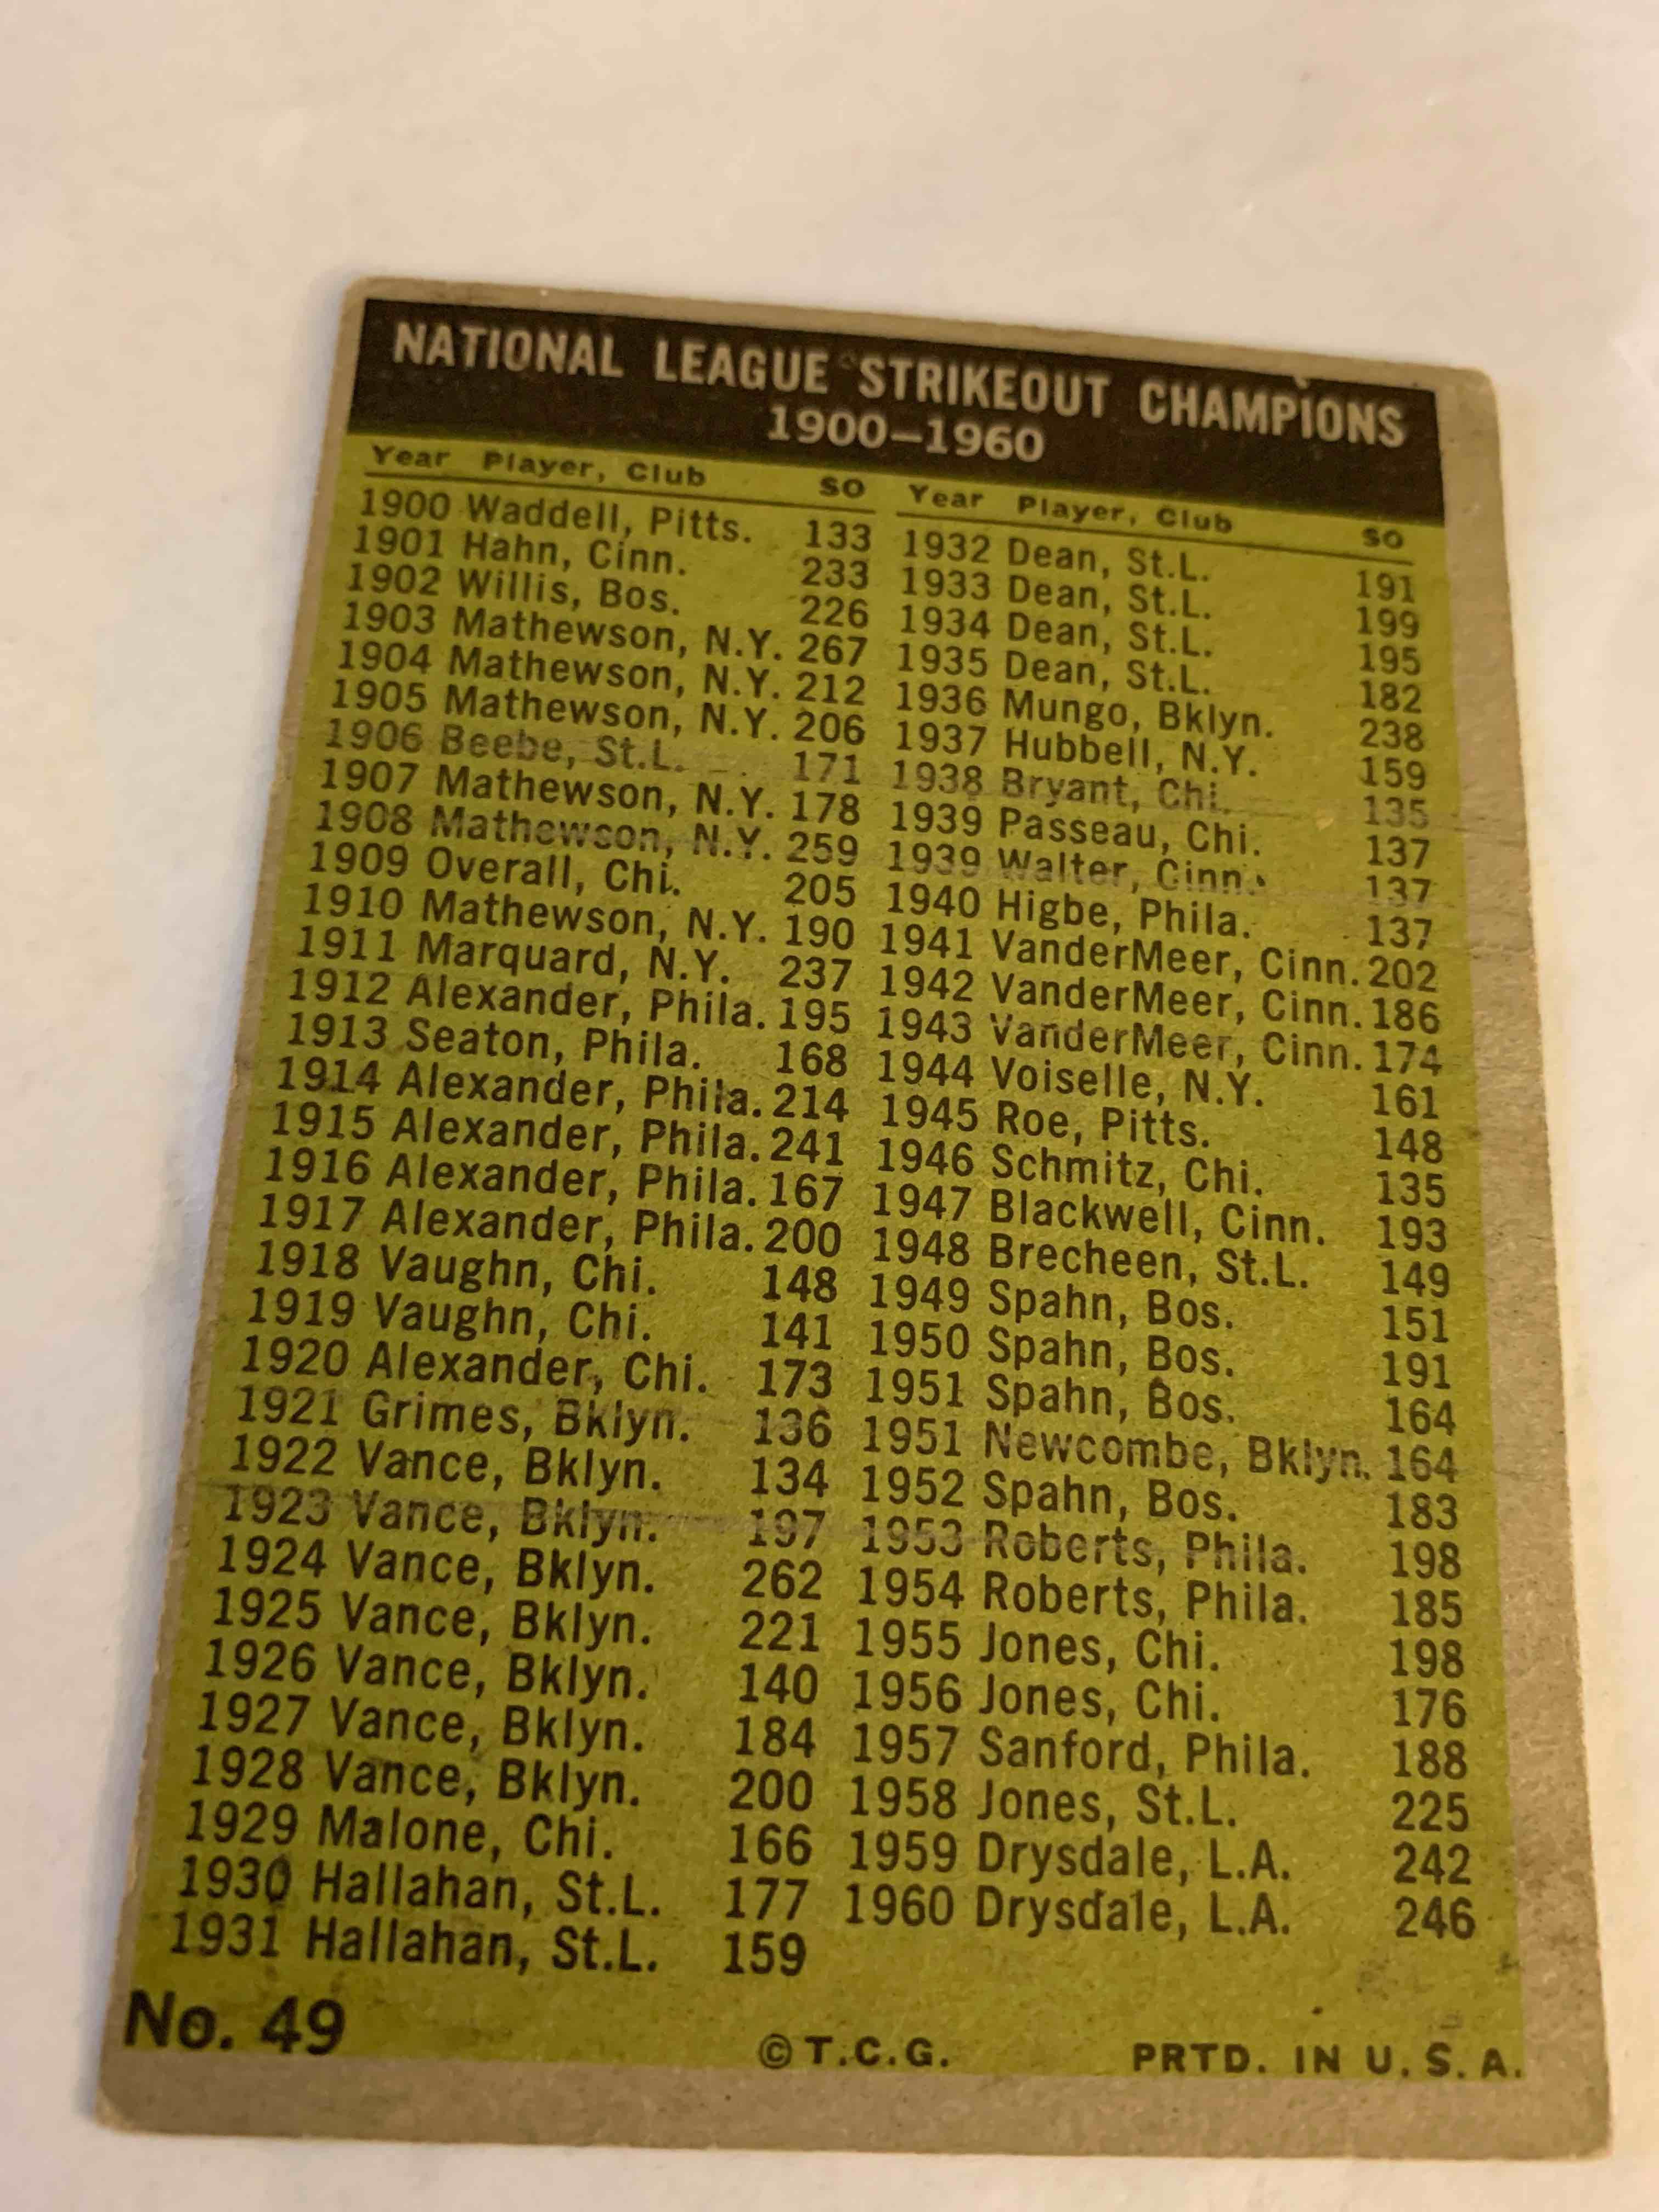 NATIONAL LEAGUE STRIKEOUT CHAMPIONS
1900–1960
Year Player, Club SO
1900 Waddell, Pitts. 133
1901 Hahn, Cinn. 233
1902 Willis, Bos. 226
1903 Mathewson, N.Y. 267
1904 Mathewson, N.Y. 212
1905 Mathewson, N.Y. 206
1906 Beebe, St.L. 171
1907 Mathewson, N.Y. 178
1908 Mathewson, N.Y. 259
1909 Overall, Chi. 205
1910 Mathewson, N.Y. 190
1911 Marquard, N.Y. 237
1912 Alexander, Phila. 195
1913 Seaton, Phila. 168
1914 Alexander, Phila. 214
1915 Alexander, Phila. 241
1916 Alexander, Phila. 167
1917 Alexander, Phila. 200
1918 Vaughn, Chi. 148
1919 Vaughn, Chi. 141
1920 Alexander, Chi. 173
1921 Grimes, Bklyn. 136
1922 Vance, Bklyn. 134
1923 Vance, Bklyn. 197
1924 Vance, Bklyn. 262
1925 Vance, Bklyn. 221
1926 Vance, Bklyn. 140
1927 Vance, Bklyn. 184
1928 Vance, Bklyn. 200
1929 Malone, Chi. 166
1930 Hallahan, St.L. 177
1931 Hallahan, St.L. 159
Year Player, Club SO
1932 Dean, St.L. 191
1933 Dean, St.L. 199
1934 Dean, St.L. 195
1935 Dean, St.L. 182
1936 Mungo, Bklyn. 238
1937 Hubbell, N.Y. 159
1938 Bryant, Chi. 135
1939 Passeau, Chi. 137
1939 Walter, Cinn. 137
1940 Higbe, Phila. 137
1941 VanderMeer, Cinn. 202
1942 VanderMeer, Cinn. 186
1943 VanderMeer, Cinn. 174
1944 Voiselle, N.Y. 161
1945 Roe, Pitts. 148
1946 Schmitz, Chi. 135
1947 Blackwell, Cinn. 193
1948 Brecheen, St.L. 149
1949 Spahn, Bos. 151
1950 Spahn, Bos. 191
1951 Spahn, Bos. 164
1951 Newcombe, Bklyn. 164
1952 Spahn, Bos. 183
1953 Roberts, Phila. 198
1954 Roberts, Phila. 185
1955 Jones, Chi. 198
1956 Jones, Chi. 176
1957 Sanford, Phila. 188
1958 Jones, St.L. 225
1959 Drysdale, L.A. 242
1960 Drysdale, L.A. 246
No. 49 © T.C.G. PRTD. IN U.S.A.